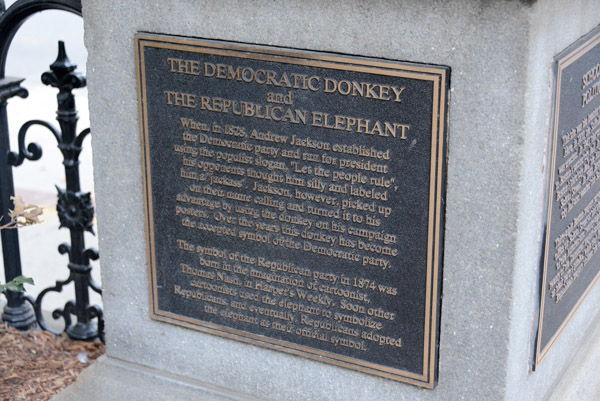 THE DEMOCRATIC DONKEY
and
THE REPUBLICAN ELEPHANT
When, in 1828, Andrew Jackson established
the Democratic party and run for president
using the populist slogan, "Let the people rule",
his opponents thought him silly and labeled
him a "jackass". Jackson, however, picked up
on their name calling and turned it to his
advantage by using the donkey on his campaign
posters. Over the years this donkey has become
the accepted symbol of the Democratic party.
The symbol of the Republican party in 1874 was
born in the imagination of cartoonist,
Thomas Nash, in Harper's Weekly. Soon other
cartoonists used the elephant to symbolize
Republicans, and eventually, Republicans adopted
the elephant as their official symbol.